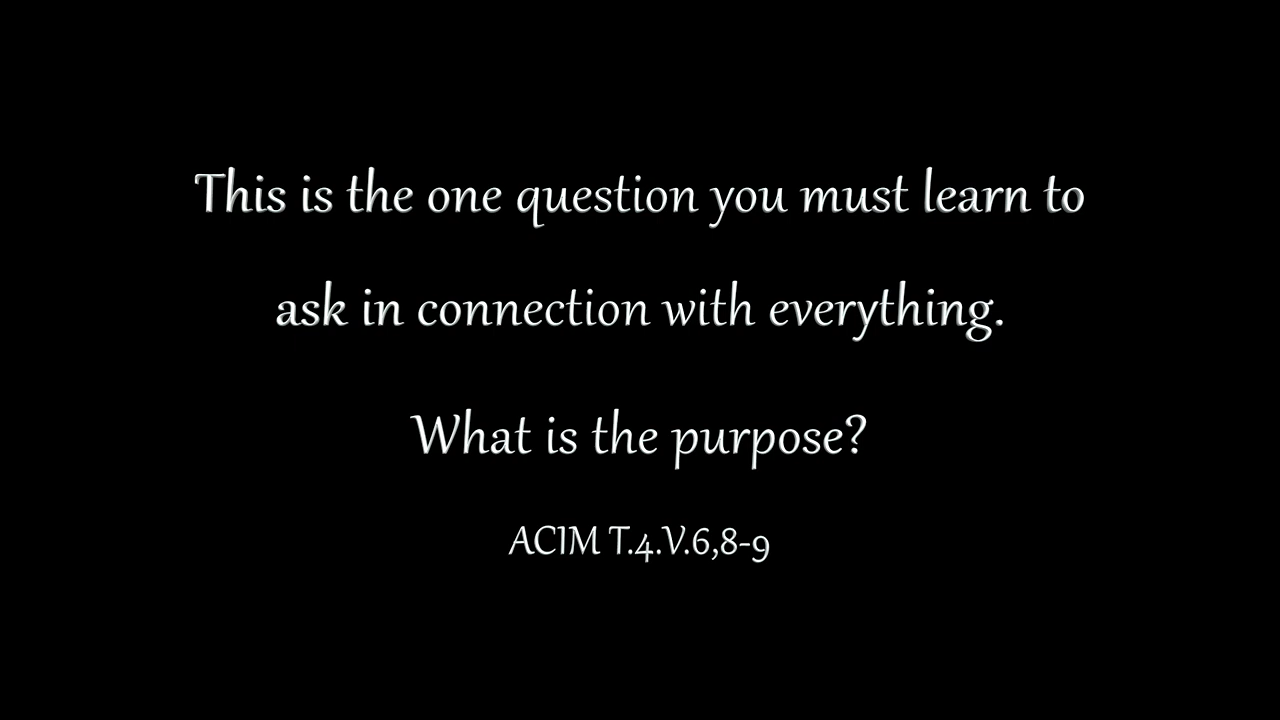 This is the one question you must learn to
ask in connection with everything.
What is the purpose?
ACIM T.4.V.6,8-9